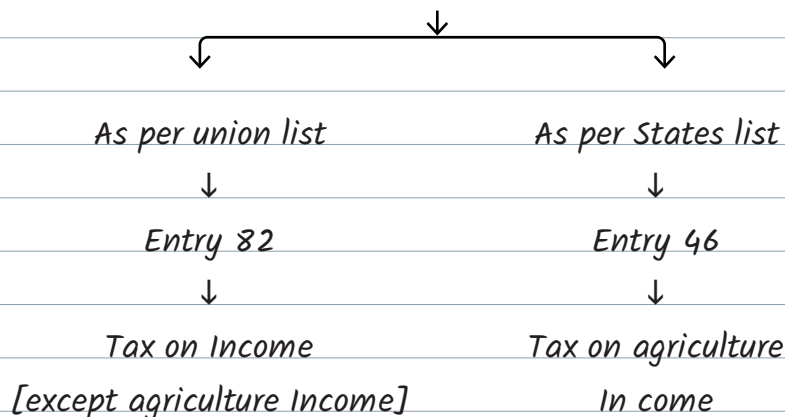 As per union list As per States list
Entry 82 Entry 46
Tax on Income Tax on agriculture
[except agriculture Income] In come